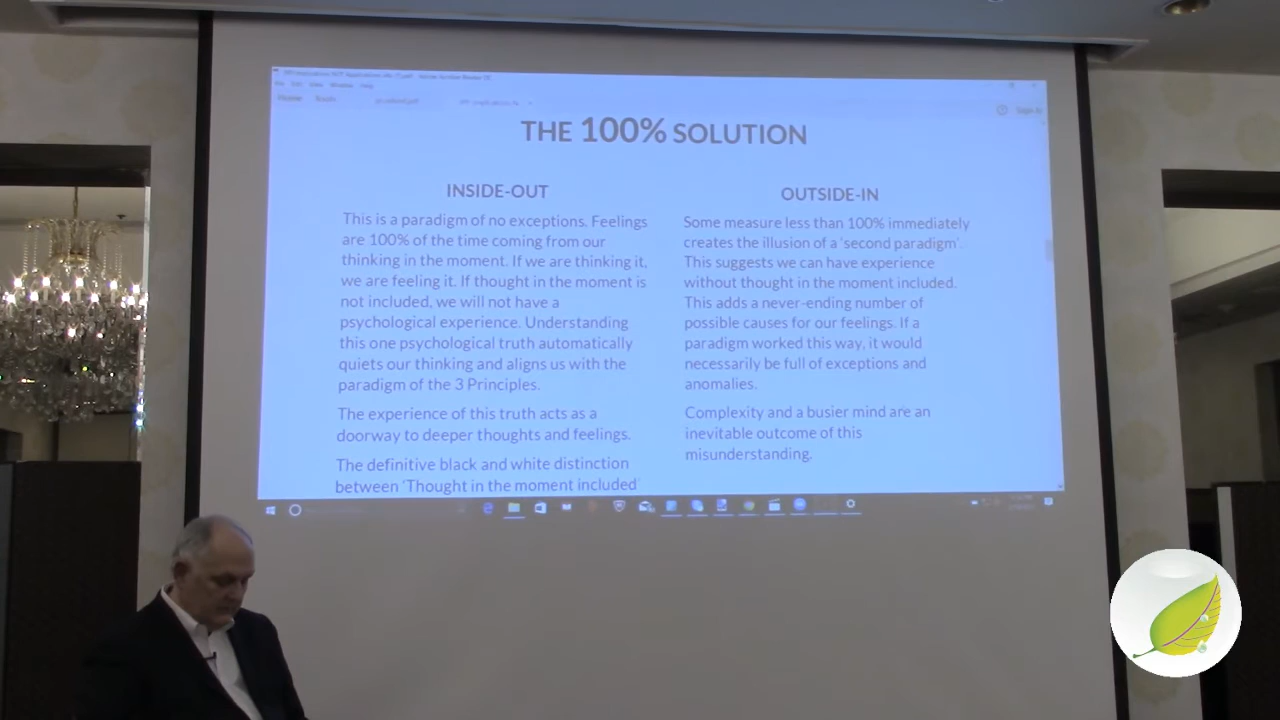 Home
Tools
Sign In
THE 100% SOLUTION
INSIDE-OUT
This is a paradigm of no exceptions. Feelings
are 100% of the time coming from our
thinking in the moment. If we are thinking it,
we are feeling it. If thought in the moment is
not included, we will not have a
psychological experience. Understanding
this one psychological truth automatically
quiets our thinking and aligns us with the
paradigm of the 3 Principles.
The experience of this truth acts as a
doorway to deeper thoughts and feelings.
The definitive black and white distinction
between 'Thought in the moment included'
OUTSIDE-IN
Some measure less than 100% immediately
creates the illusion of a 'second paradigm'.
This suggests we can have experience
without thought in the moment included.
This adds a never-ending number of
possible causes for our feelings. If a
paradigm worked this way, it would
necessarily be full of exceptions and
anomalies.
Complexity and a busier mind are an
inevitable outcome of this
misunderstanding.